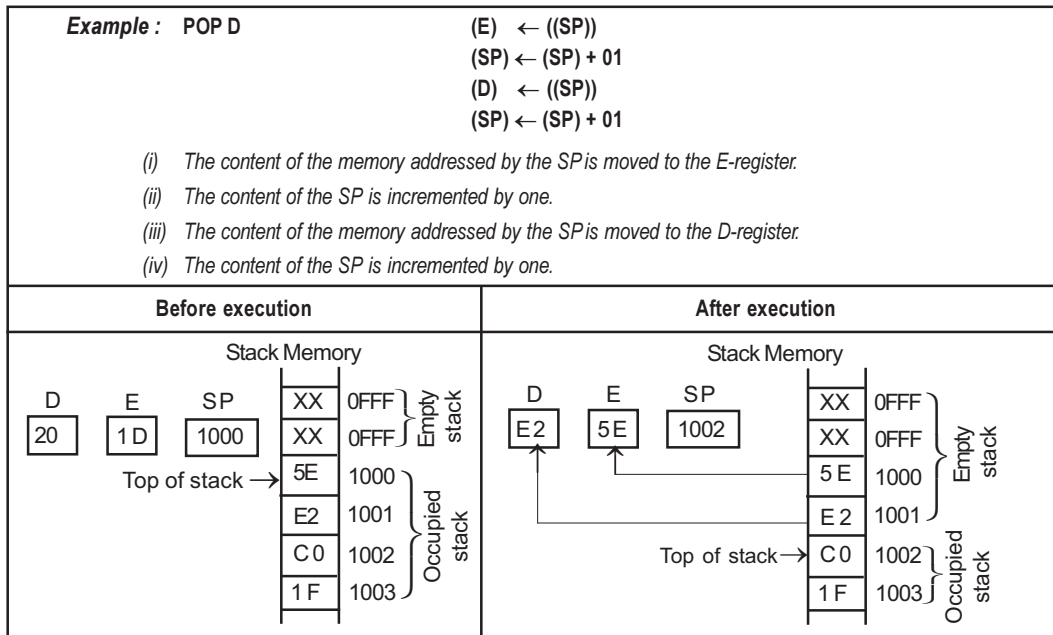 Example : POP D (E) ← ((SP))
(SP) ← (SP) + 01
(D) ← ((SP))
(SP) ← (SP) + 01
(i) The content of the memory addressed by the SP is moved to the E-register.
(ii) The content of the SP is incremented by one.
(iii) The content of the memory addressed by the SP is moved to the D-register.
(iv) The content of the SP is incremented by one.
Before execution
Stack Memory
D E SP XX 0FFF
20 1D 1000 XX 0FFF
Empty stack
Top of stack → 5E 1000
E2 1001
C0 1002
1F 1003
Occupied stack
After execution
Stack Memory
D E SP XX 0FFF
E2 5E 1002 XX 0FFF
5E 1000
E2 1001
Empty stack
Top of stack → C0 1002
1F 1003
Occupied stack